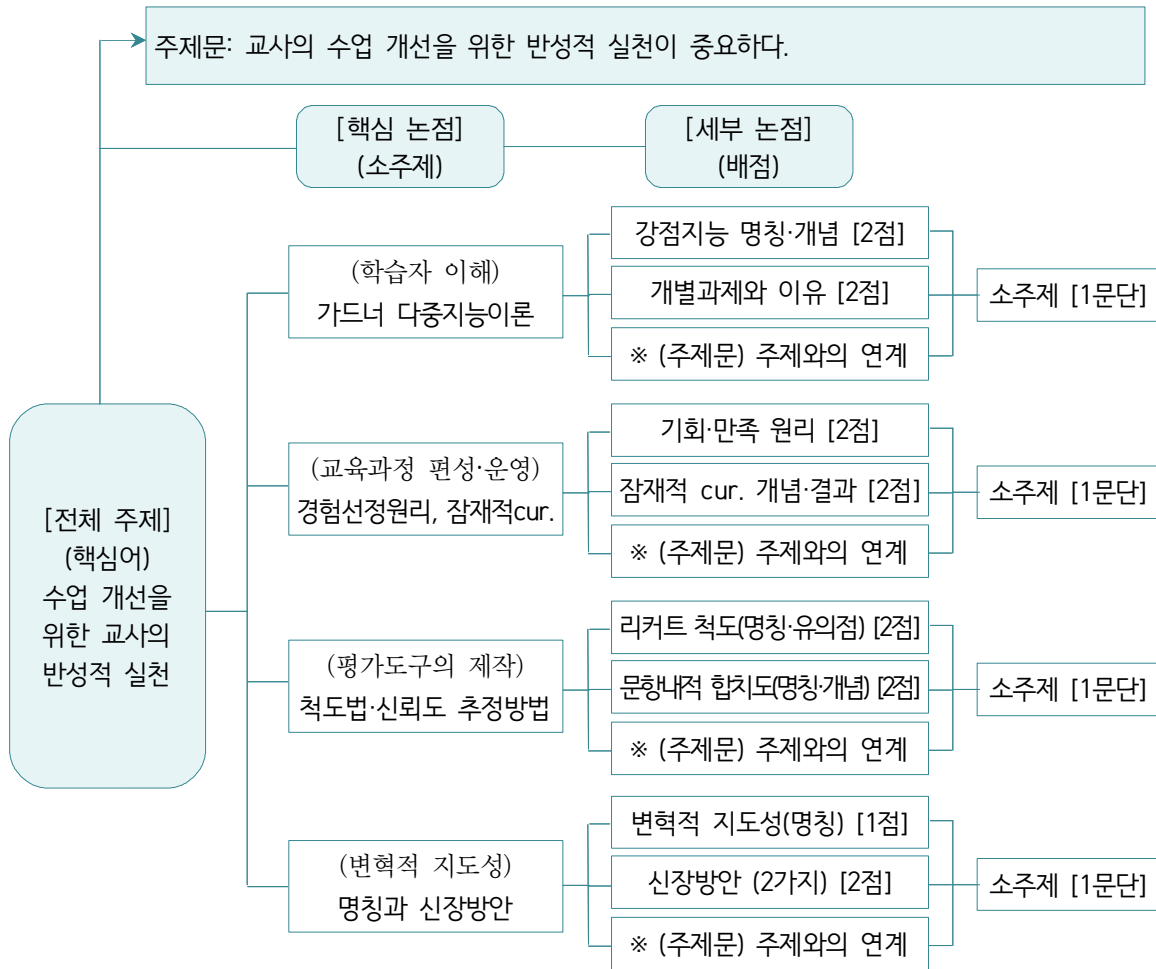 주제문: 교사의 수업 개선을 위한 반성적 실천이 중요하다.
[핵심 논점]
(소주제)
[세부 논점]
(배점)
[전체 주제]
(핵심어)
수업 개선을
위한 교사의
반성적 실천
(학습자 이해)
가드너 다중지능이론
강점지능 명칭·개념 [2점]
개별과제와 이유 [2점]
※ (주제문) 주제와의 연계
소주제 [1문단]
(교육과정 편성·운영)
경험선정원리, 잠재적cur.
기회·만족 원리 [2점]
잠재적 cur. 개념·결과 [2점]
※ (주제문) 주제와의 연계
소주제 [1문단]
(평가도구의 제작)
척도법·신뢰도 추정방법
리커트 척도(명칭·유의점) [2점]
문항내적 합치도(명칭·개념) [2점]
※ (주제문) 주제와의 연계
소주제 [1문단]
(변혁적 지도성)
명칭과 신장방안
변혁적 지도성(명칭) [1점]
신장방안 (2가지) [2점]
※ (주제문) 주제와의 연계
소주제 [1문단]